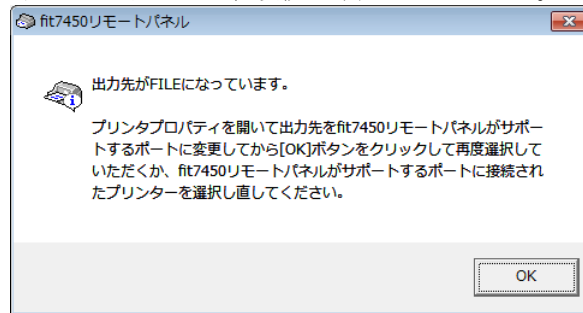 fit7450リモートパネル
出力先がFILEになっています。
プリンタプロパティを開いて出力先をfit7450リモートパネルがサポー
トするポートに変更してから[OK]ボタンをクリックして再度選択して
いただくか、fit7450リモートパネルがサポートするポートに接続され
たプリンターを選択し直してください。
OK